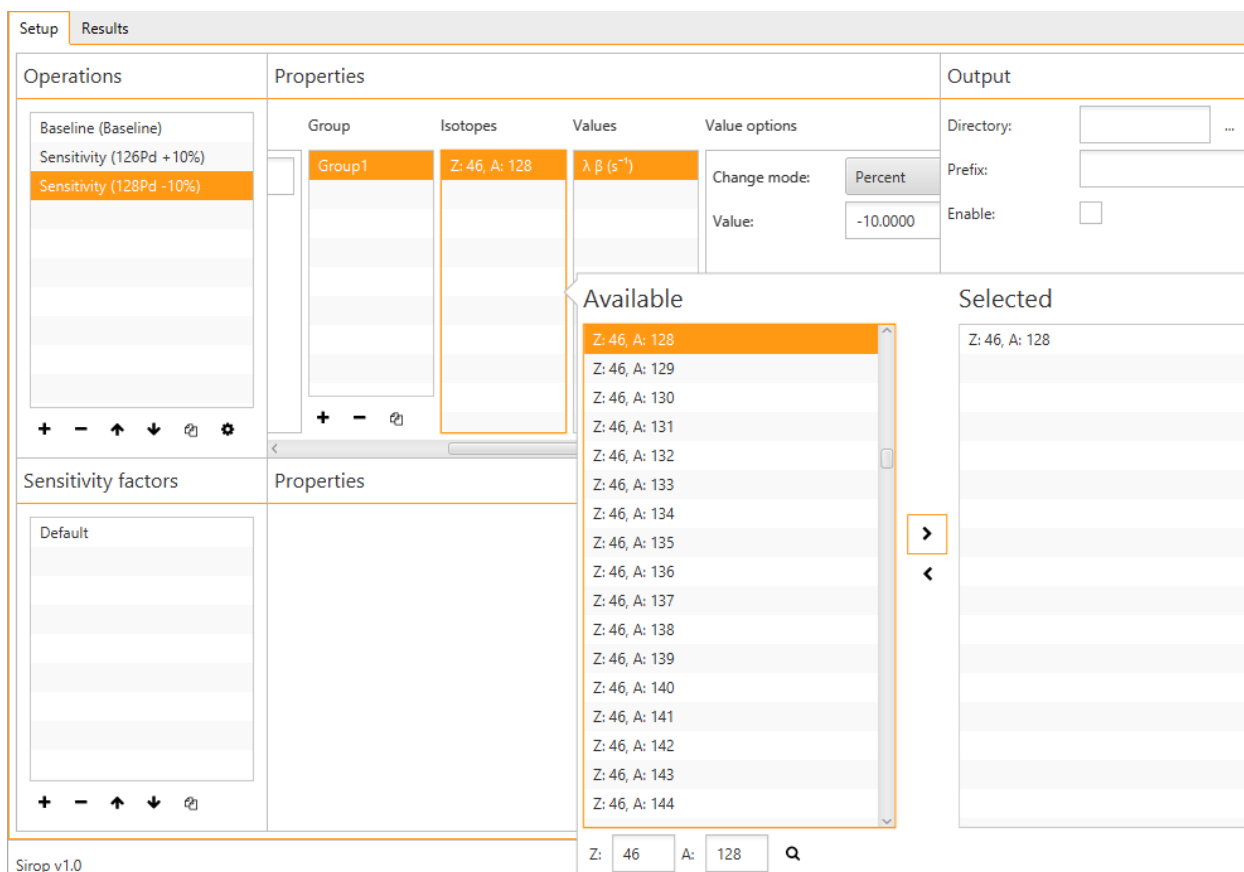 Setup Results
Operations
Baseline (Baseline)
Sensitivity (126Pd +10%)
Sensitivity (128Pd -10%)
Properties
Group
Group1
Isotopes
Z: 46, A: 128
Values
λ β (s⁻¹)
Value options
Change mode: Percent
Value: -10.0000
Output
Directory: ...
Prefix:
Enable:
Sensitivity factors
Default
Properties
Available
Z: 46, A: 128
Z: 46, A: 129
Z: 46, A: 130
Z: 46, A: 131
Z: 46, A: 132
Z: 46, A: 133
Z: 46, A: 134
Z: 46, A: 135
Z: 46, A: 136
Z: 46, A: 137
Z: 46, A: 138
Z: 46, A: 139
Z: 46, A: 140
Z: 46, A: 141
Z: 46, A: 142
Z: 46, A: 143
Z: 46, A: 144
Z: 46 A: 128
Selected
Z: 46, A: 128
Sirop v1.0